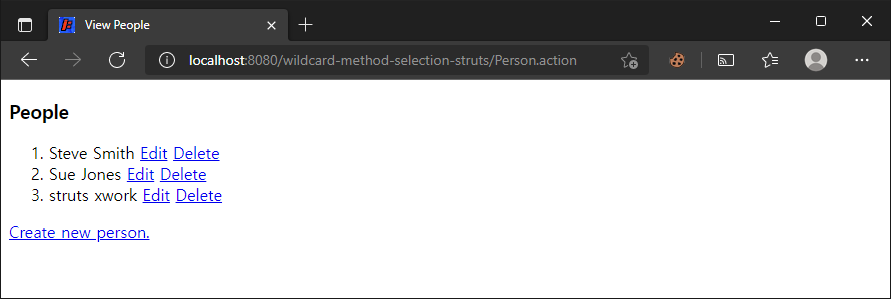 View People
localhost:8080/wildcard-method-selection-struts/Person.action
People
1. Steve Smith Edit Delete
2. Sue Jones Edit Delete
3. struts xwork Edit Delete
Create new person.